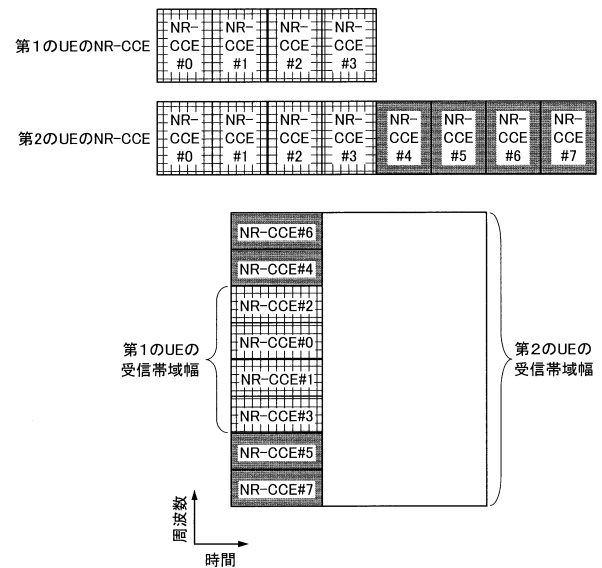 第1のUEのNR-CCE
NR-CCE #0
NR-CCE #1
NR-CCE #2
NR-CCE #3
第2のUEのNR-CCE
NR-CCE #0
NR-CCE #1
NR-CCE #2
NR-CCE #3
NR-CCE #4
NR-CCE #5
NR-CCE #6
NR-CCE #7
NR-CCE#6
NR-CCE#4
NR-CCE#2
NR-CCE#0
NR-CCE#1
NR-CCE#3
NR-CCE#5
NR-CCE#7
第1のUEの
受信帯域幅
第2のUEの
受信帯域幅
周波数
時間